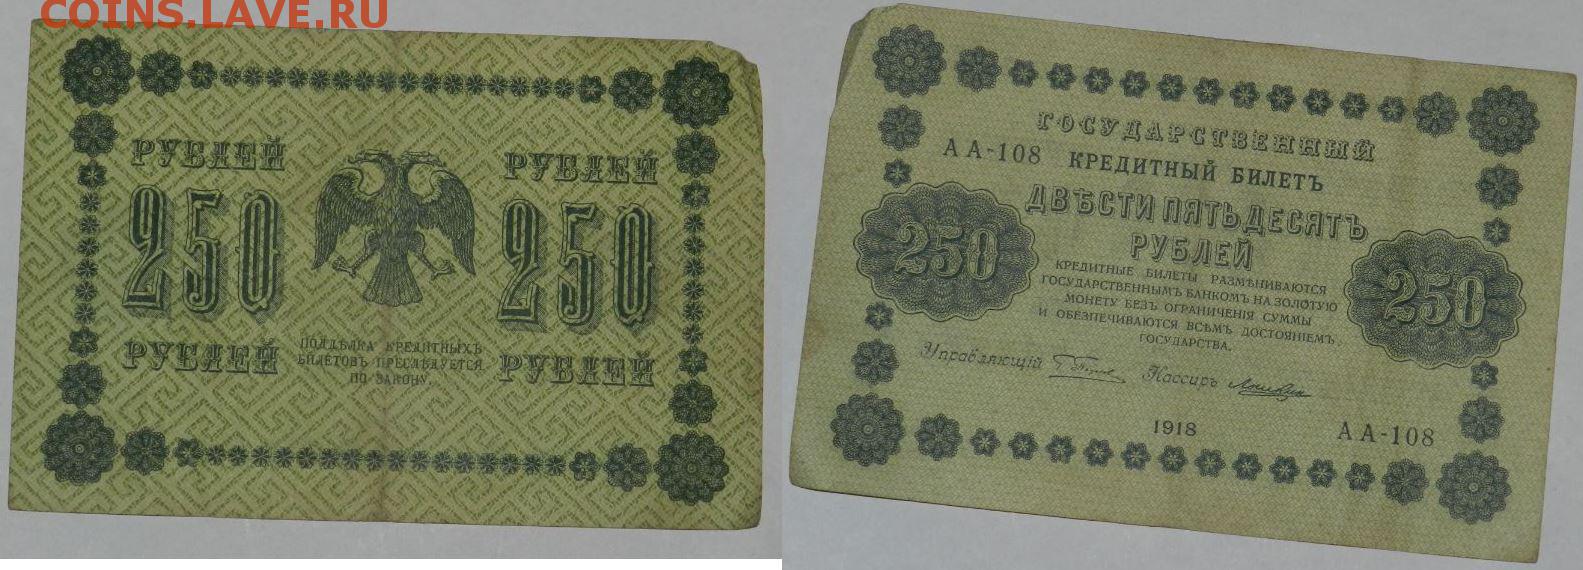 COINS.LAVE.RU
РУБЛЕЙ РУБЛЕЙ
250 250
РУБЛЕЙ РУБЛЕЙ
ПОДДѢЛКА КРЕДИТНЫХЪ
БИЛЕТОВЪ ПРЕСЛѢДУЕТСЯ
ПО ЗАКОНУ.
ГОСУДАРСТВЕННЫЙ
АА-108 КРЕДИТНЫЙ БИЛЕТЪ
ДВѢСТИ ПЯТЬДЕСЯТЪ
РУБЛЕЙ
250 250
КРЕДИТНЫЕ БИЛЕТЫ РАЗМѢНИВАЮТСЯ
ГОСУДАРСТВЕННЫМЪ БАНКОМЪ НА ЗОЛОТУЮ
МОНЕТУ БЕЗЪ ОГРАНИЧЕНІЯ СУММЫ
И ОБЕЗПЕЧИВАЮТСЯ ВСѢМЪ ДОСТОЯНІЕМЪ
ГОСУДАРСТВА.
Управляющій Кассиръ
1918 АА-108